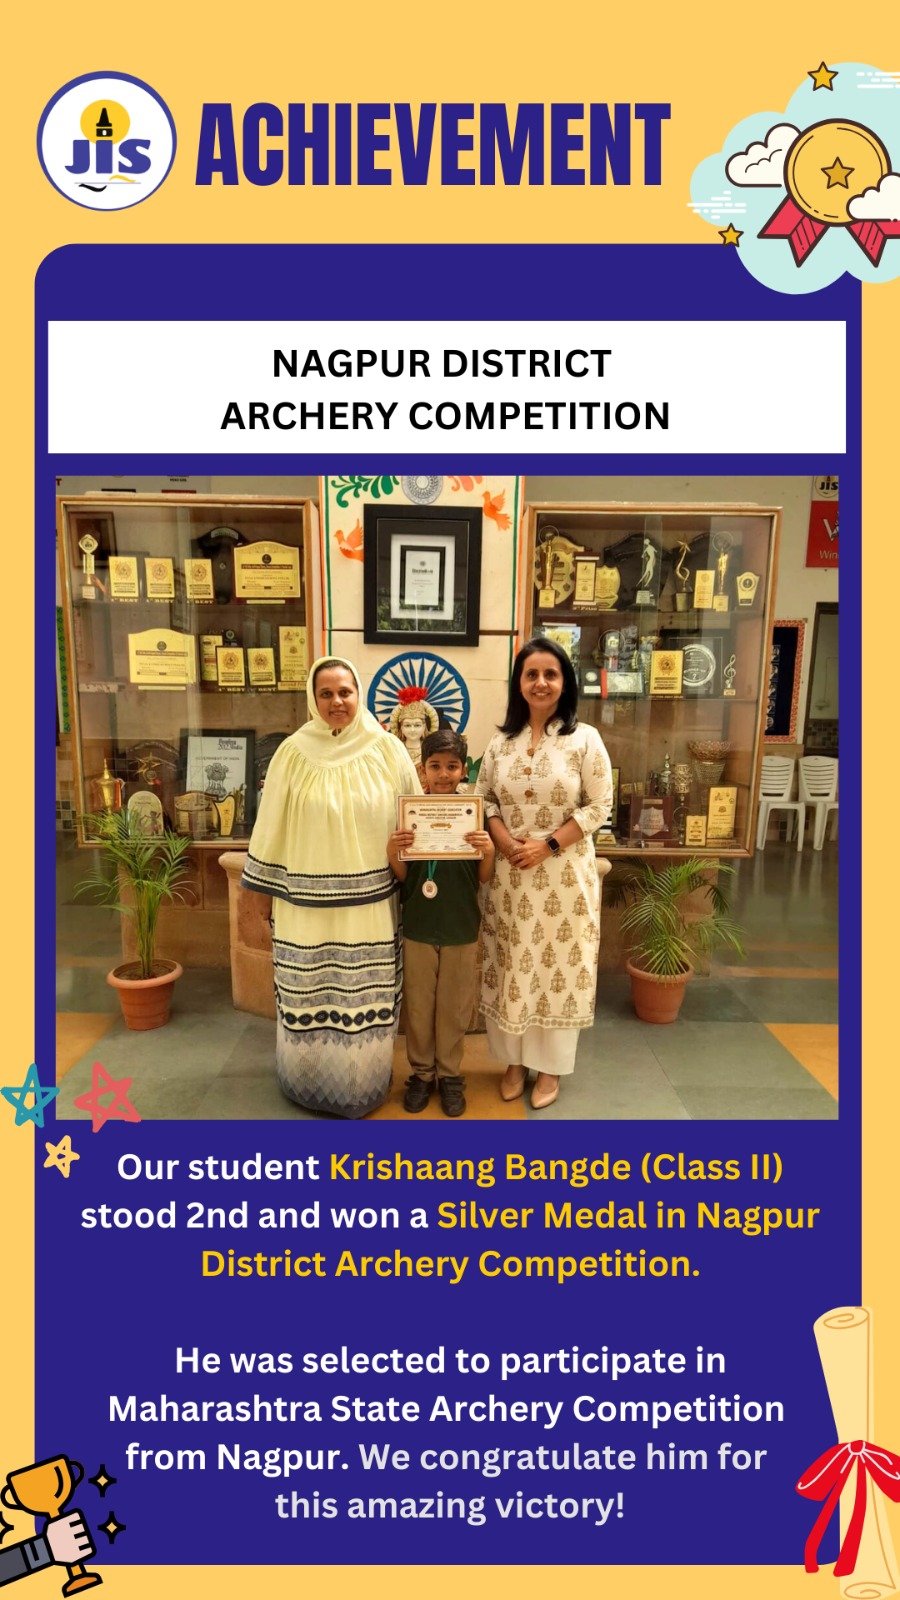 JIS
ACHIEVEMENT
NAGPUR DISTRICT
ARCHERY COMPETITION
JIS
Our student Krishaang Bangde (Class II)
stood 2nd and won a Silver Medal in Nagpur
District Archery Competition.
He was selected to participate in
Maharashtra State Archery Competition
from Nagpur. We congratulate him for
this amazing victory!